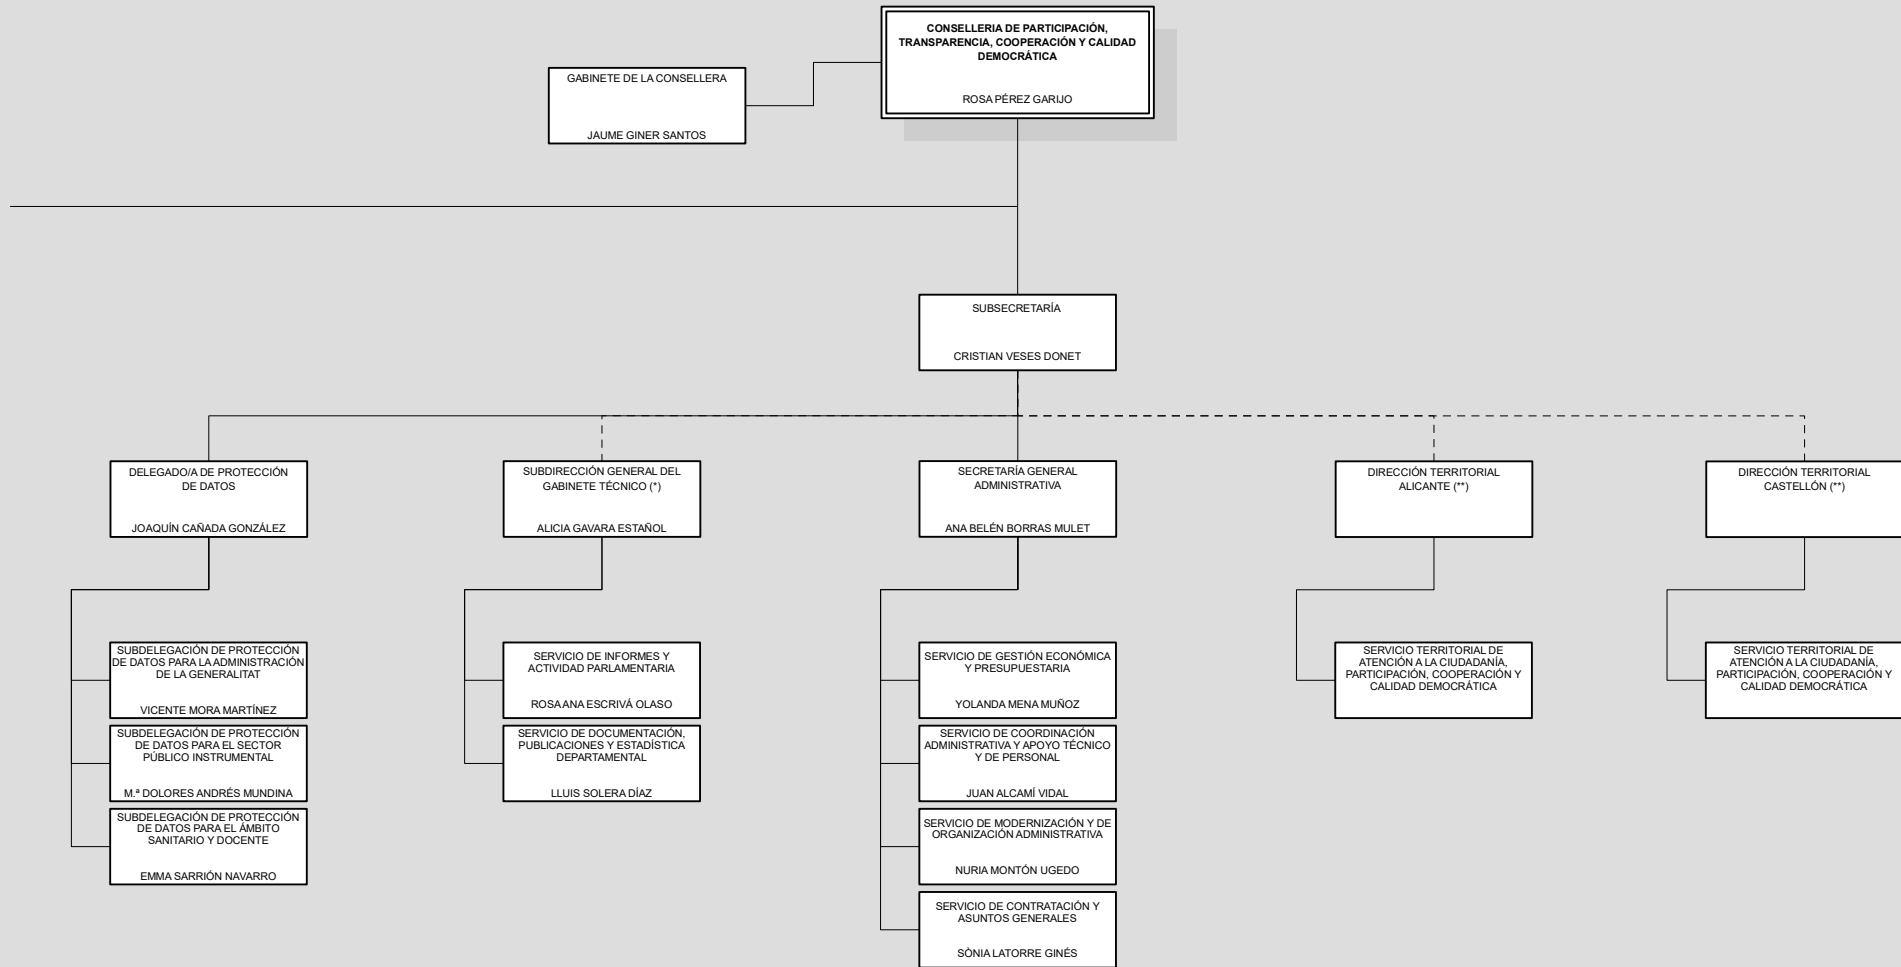 CONSELLERIA DE PARTICIPACIÓN,
TRANSPARENCIA, COOPERACIÓN Y CALIDAD
DEMOCRÁTICA
ROSA PÉREZ GARIJO
GABINETE DE LA CONSELLERA
JAUME GINER SANTOS
SUBSECRETARÍA
CRISTIAN VESES DONET
DELEGADO/A DE PROTECCIÓN
DE DATOS
JOAQUÍN CAÑADA GONZÁLEZ
SUBDIRECCIÓN GENERAL DEL
GABINETE TÉCNICO (*)
ALICIA GAVARA ESTAÑOL
SECRETARÍA GENERAL
ADMINISTRATIVA
ANA BELÉN BORRAS MULET
DIRECCIÓN TERRITORIAL
ALICANTE (**)
DIRECCIÓN TERRITORIAL
CASTELLÓN (**)
SUBDELEGACIÓN DE PROTECCIÓN
DE DATOS PARA LA ADMINISTRACIÓN
DE LA GENERALITAT
VICENTE MORA MARTÍNEZ
SUBDELEGACIÓN DE PROTECCIÓN
DE DATOS PARA EL SECTOR
PÚBLICO INSTRUMENTAL
M.ª DOLORES ANDRÉS MUNDINA
SUBDELEGACIÓN DE PROTECCIÓN
DE DATOS PARA EL ÁMBITO
SANITARIO Y DOCENTE
EMMA SARRIÓN NAVARRO
SERVICIO DE INFORMES Y
ACTIVIDAD PARLAMENTARIA
ROSA ANA ESCRIVÁ OLASO
SERVICIO DE DOCUMENTACIÓN,
PUBLICACIONES Y ESTADÍSTICA
DEPARTAMENTAL
LLUIS SOLERA DÍAZ
SERVICIO DE GESTIÓN ECONÓMICA
Y PRESUPUESTARIA
YOLANDA MENA MUÑOZ
SERVICIO DE COORDINACIÓN
ADMINISTRATIVA Y APOYO TÉCNICO
Y DE PERSONAL
JUAN ALCAMÍ VIDAL
SERVICIO DE MODERNIZACIÓN Y DE
ORGANIZACIÓN ADMINISTRATIVA
NURIA MONTÓN UGEDO
SERVICIO DE CONTRATACIÓN Y
ASUNTOS GENERALES
SÒNIA LATORRE GINÉS
SERVICIO TERRITORIAL DE
ATENCIÓN A LA CIUDADANÍA,
PARTICIPACIÓN, COOPERACIÓN Y
CALIDAD DEMOCRÁTICA
SERVICIO TERRITORIAL DE
ATENCIÓN A LA CIUDADANÍA,
PARTICIPACIÓN, COOPERACIÓN Y
CALIDAD DEMOCRÁTICA